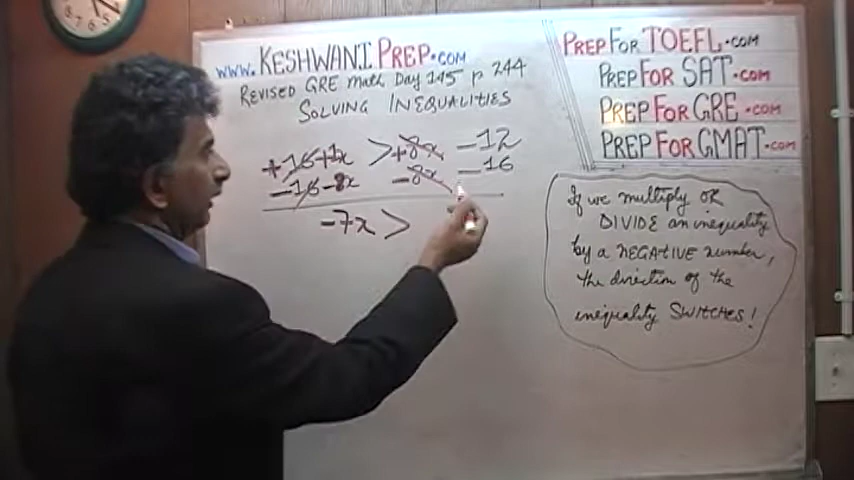 www.KESHWANI PREP.COM
REVISED GRE Math Day 145 p 244
SOLVING INEQUALITIES
+16+1x > +8x -12
-16-8x -8x -16
-7x >
PREP FOR TOEFL.COM
PREP FOR SAT.COM
PREP FOR GRE.COM
PREP FOR GMAT.COM
If we multiply OR
DIVIDE an inequality
by a NEGATIVE number,
the direction of the
inequality SWITCHES!